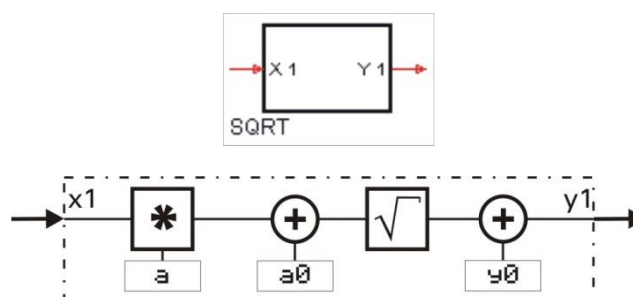 X1 Y1
SQRT
x1 y1
* + √ +
a a0 y0